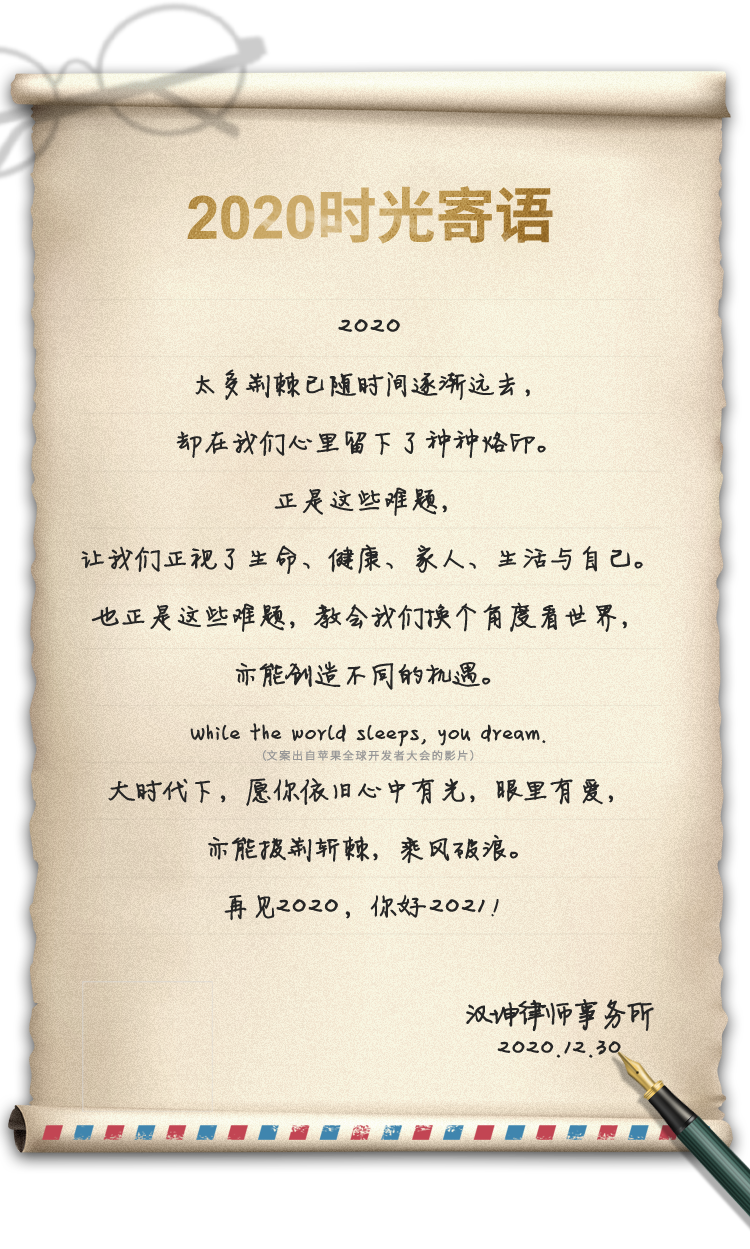 2020时光寄语
2020
太多荆棘已随时间逐渐远去，
却在我们心里留下了种种烙印。
正是这些难题，
让我们正视了生命、健康、家人、生活与自己。
也正是这些难题，教会我们换个角度看世界，
亦能创造不同的机遇。
While the world sleeps, you dream.
（文案出自苹果全球开发者大会的影片）
大时代下，愿你依旧心中有光，眼里有爱，
亦能披荆斩棘，乘风破浪。
再见2020，你好2021！
汉坤律师事务所
2020.12.30